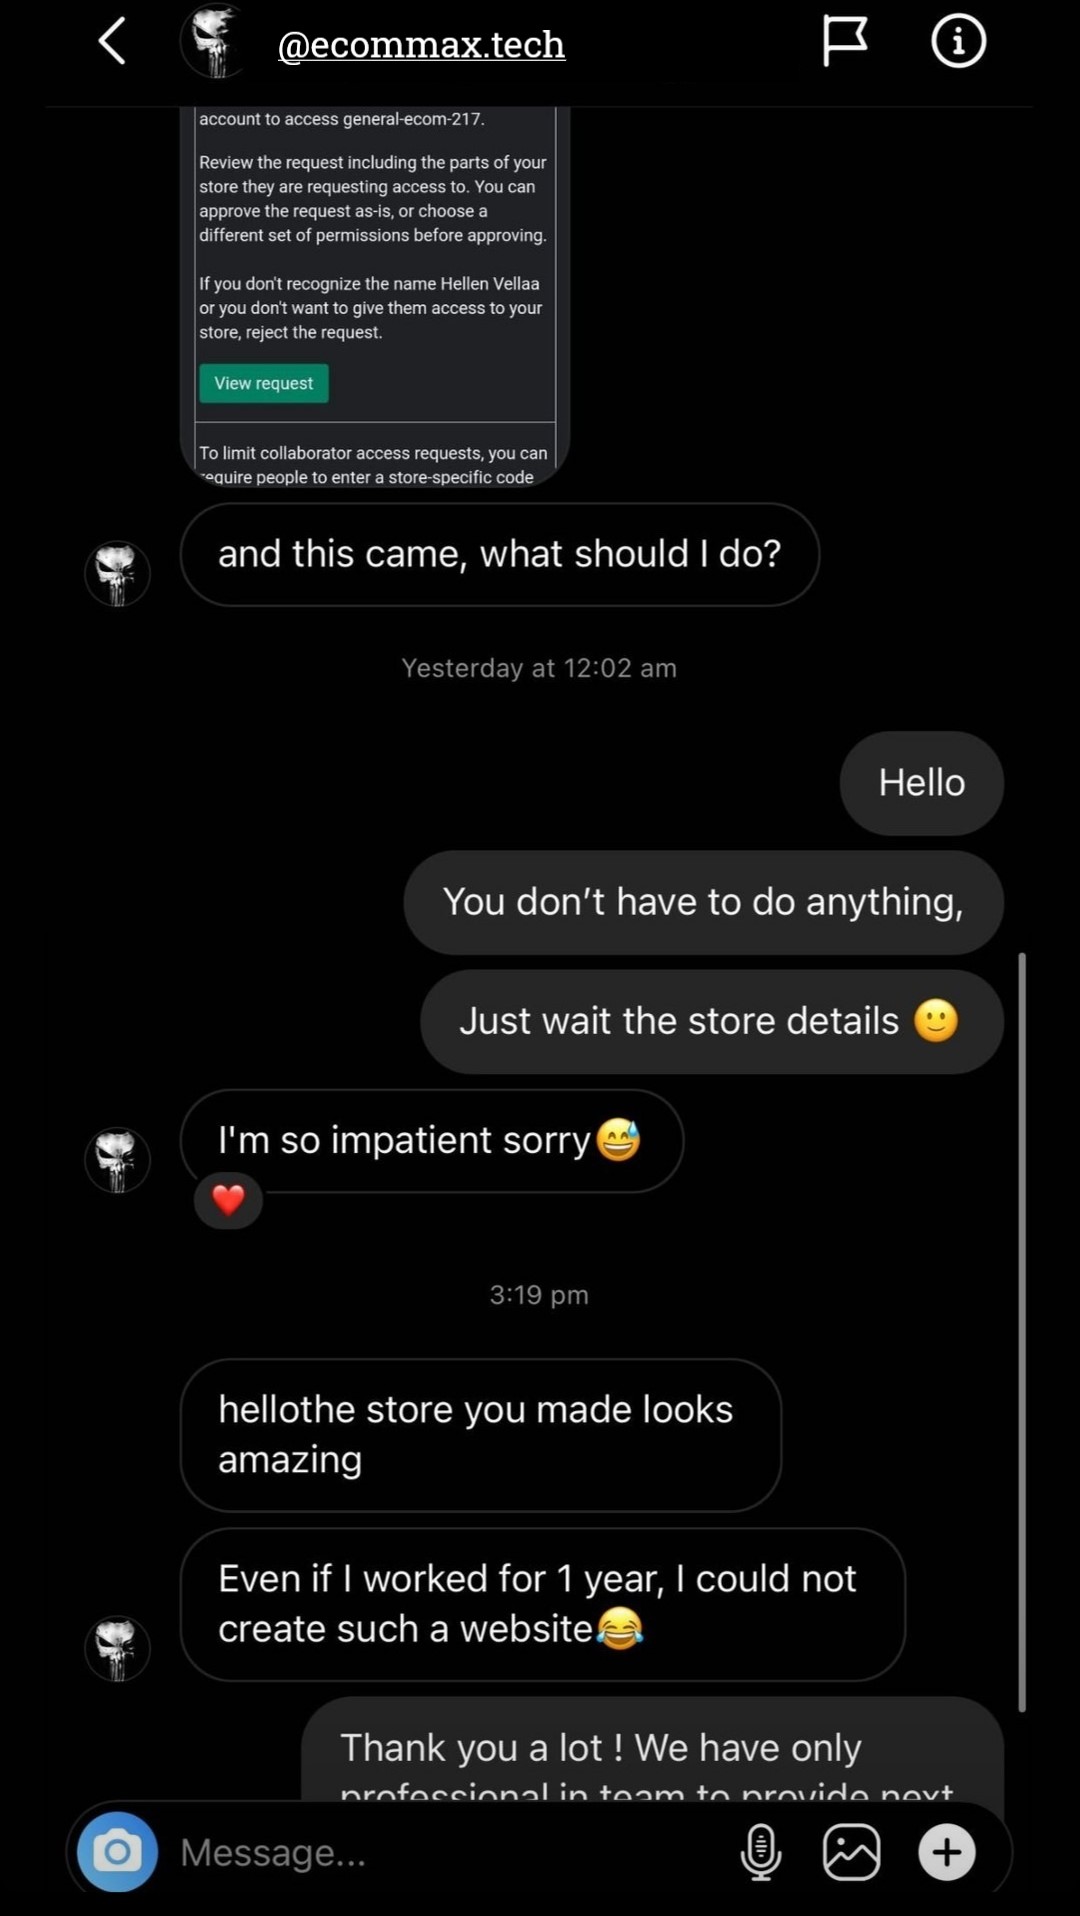 @ecommax.tech
account to access general-ecom-217.
Review the request including the parts of your
store they are requesting access to. You can
approve the request as-is, or choose a
different set of permissions before approving.
If you don't recognize the name Hellen Vellaa
or you don't want to give them access to your
store, reject the request.
View request
To limit collaborator access requests, you can
require people to enter a store-specific code
and this came, what should I do?
Yesterday at 12:02 am
Hello
You don’t have to do anything,
Just wait the store details 🙂
I'm so impatient sorry😅
❤️
3:19 pm
hellothe store you made looks
amazing
Even if I worked for 1 year, I could not
create such a website😂
Thank you a lot ! We have only
professional in team to provide next
Message...